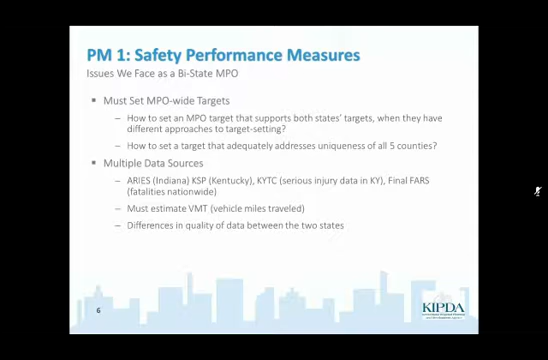 PM 1: Safety Performance Measures
Issues We Face as a Bi-State MPO
▪ Must Set MPO-wide Targets
– How to set an MPO target that supports both states' targets, when they have
different approaches to target-setting?
– How to set a target that adequately addresses uniqueness of all 5 counties?
▪ Multiple Data Sources
– ARIES (Indiana) KSP (Kentucky), KYTC (serious injury data in KY), Final FARS
(fatalities nationwide)
– Must estimate VMT (vehicle miles traveled)
– Differences in quality of data between the two states
6
KIPDA